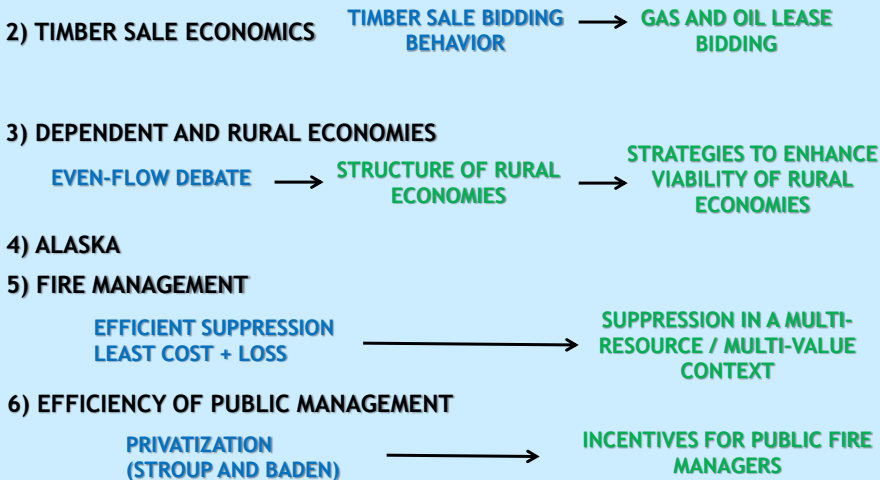 2) TIMBER SALE ECONOMICS
TIMBER SALE BIDDING
BEHAVIOR
GAS AND OIL LEASE
BIDDING
3) DEPENDENT AND RURAL ECONOMIES
EVEN-FLOW DEBATE
STRUCTURE OF RURAL
ECONOMIES
STRATEGIES TO ENHANCE
VIABILITY OF RURAL
ECONOMIES
4) ALASKA
5) FIRE MANAGEMENT
EFFICIENT SUPPRESSION
LEAST COST + LOSS
SUPPRESSION IN A MULTI-
RESOURCE / MULTI-VALUE
CONTEXT
6) EFFICIENCY OF PUBLIC MANAGEMENT
PRIVATIZATION
(STROUP AND BADEN)
INCENTIVES FOR PUBLIC FIRE
MANAGERS